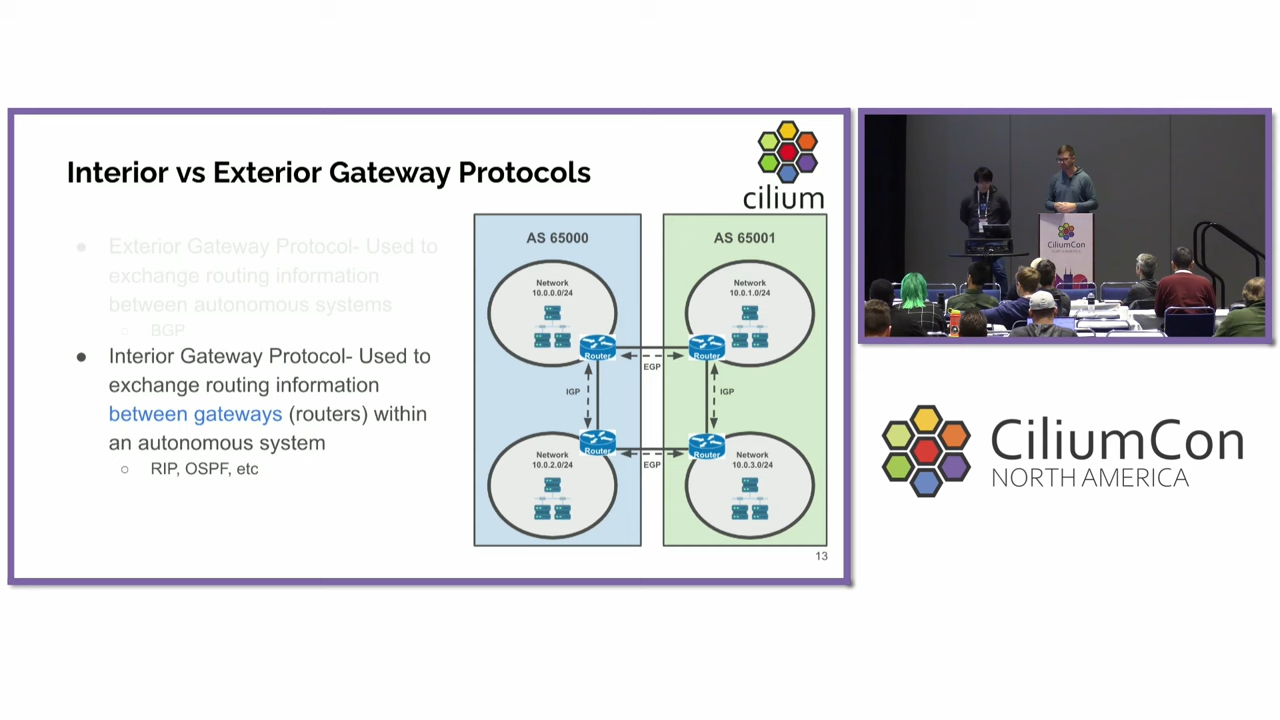 Interior vs Exterior Gateway Protocols
cilium
● Exterior Gateway Protocol- Used to
exchange routing information
between autonomous systems
○ BGP
● Interior Gateway Protocol- Used to
exchange routing information
between gateways (routers) within
an autonomous system
○ RIP, OSPF, etc
AS 65000
AS 65001
Network
10.0.0.0/24
Network
10.0.1.0/24
Router
Router
EGP
IGP
IGP
Router
Router
EGP
Network
10.0.2.0/24
Network
10.0.3.0/24
13
CiliumCon
CiliumCon
NORTH AMERICA